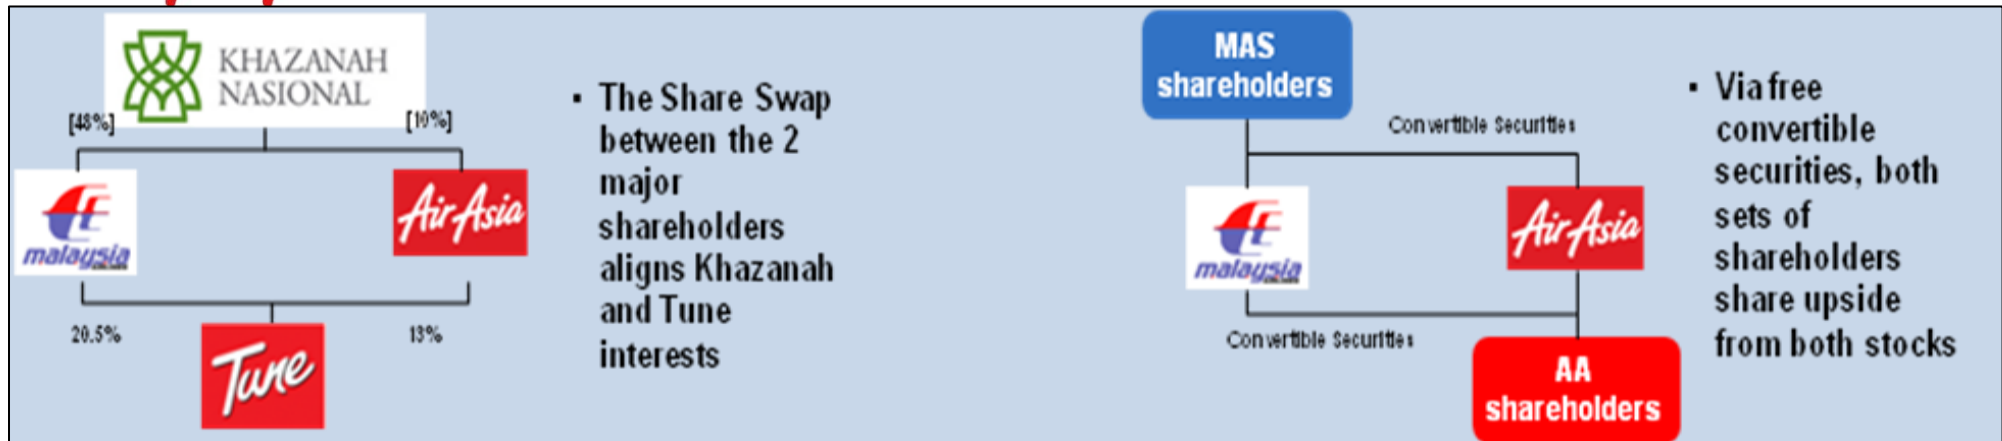 KHAZANAH
NASIONAL
[48%]
[10%]
malaysia
AirAsia
20.5%
13%
Tune
▪ The Share Swap
between the 2
major
shareholders
aligns Khazanah
and Tune
interests
MAS
shareholders
Convertible Securities
malaysia
AirAsia
Convertible Securities
AA
shareholders
▪ Via free
convertible
securities, both
sets of
shareholders
share upside
from both stocks